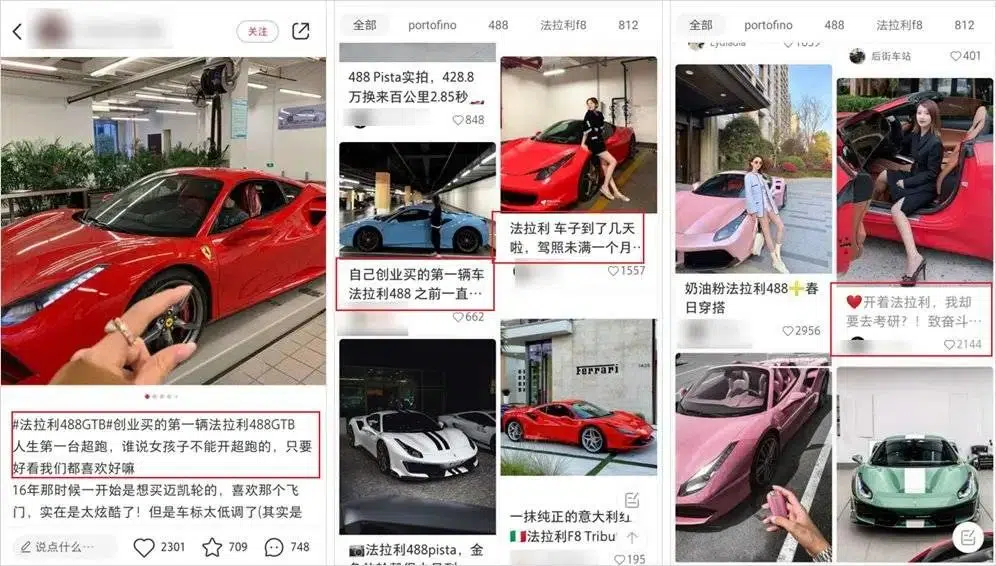 关注
#法拉利488GTB#创业买的第一辆法拉利488GTB
人生第一台超跑，谁说女孩子不能开超跑的，只要
好看我们都喜欢好嘛
16年那时候一开始是想买迈凯轮的，喜欢那个飞
门，实在是太炫酷了！但是车标太低调了(其实是
说点什么…
2301
709
748
全部 portofino 488 法拉利f8 812
488 Pista实拍，428.8
万换来百公里2.85秒
848
自己创业买的第一辆车
法拉利488 之前一直…
662
法拉利488pista，金
法拉利 车子到了几天
啦，驾照未满一个月…
1557
Ferrari
一抹纯正的意大利红
法拉利F8 Tribu
195
全部 portofino 488 法拉利f8 812
奶油粉法拉利488➕春
日穿搭
2956
后街车站
401
❤️开着法拉利，我却
要去考研？！致奋斗…
2144